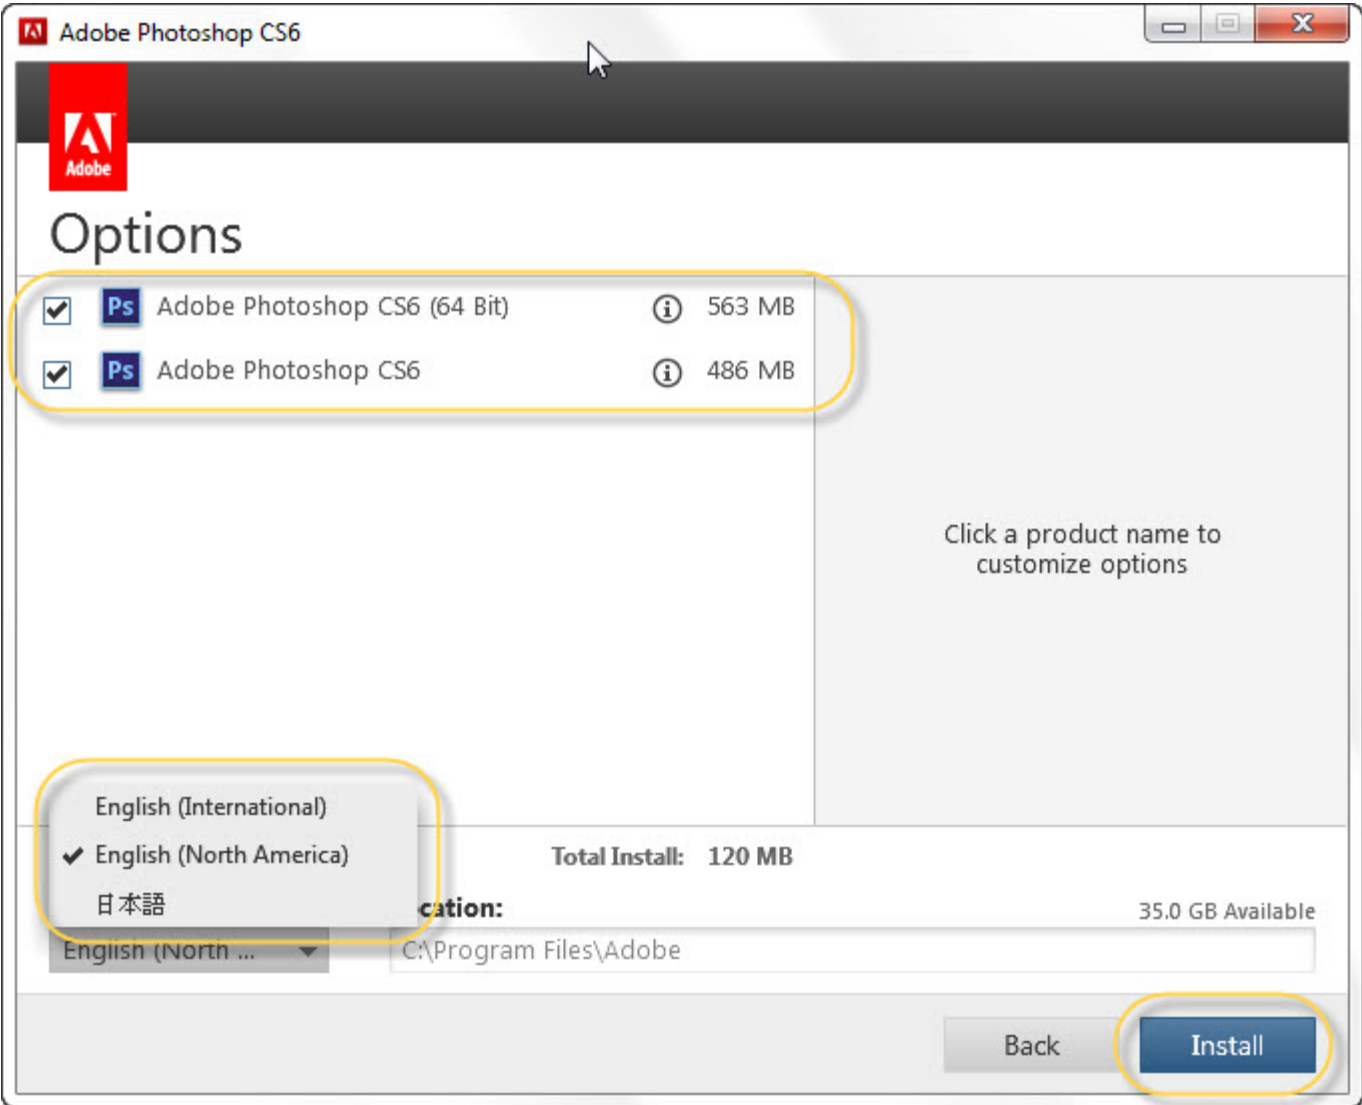 Adobe Photoshop CS6
Adobe
Options
Ps Adobe Photoshop CS6 (64 Bit) 563 MB
Ps Adobe Photoshop CS6 486 MB
Click a product name to
customize options
English (International)
English (North America)
日本語
Total Install: 120 MB
cation:
35.0 GB Available
English (North ...
C:\Program Files\Adobe
Back
Install